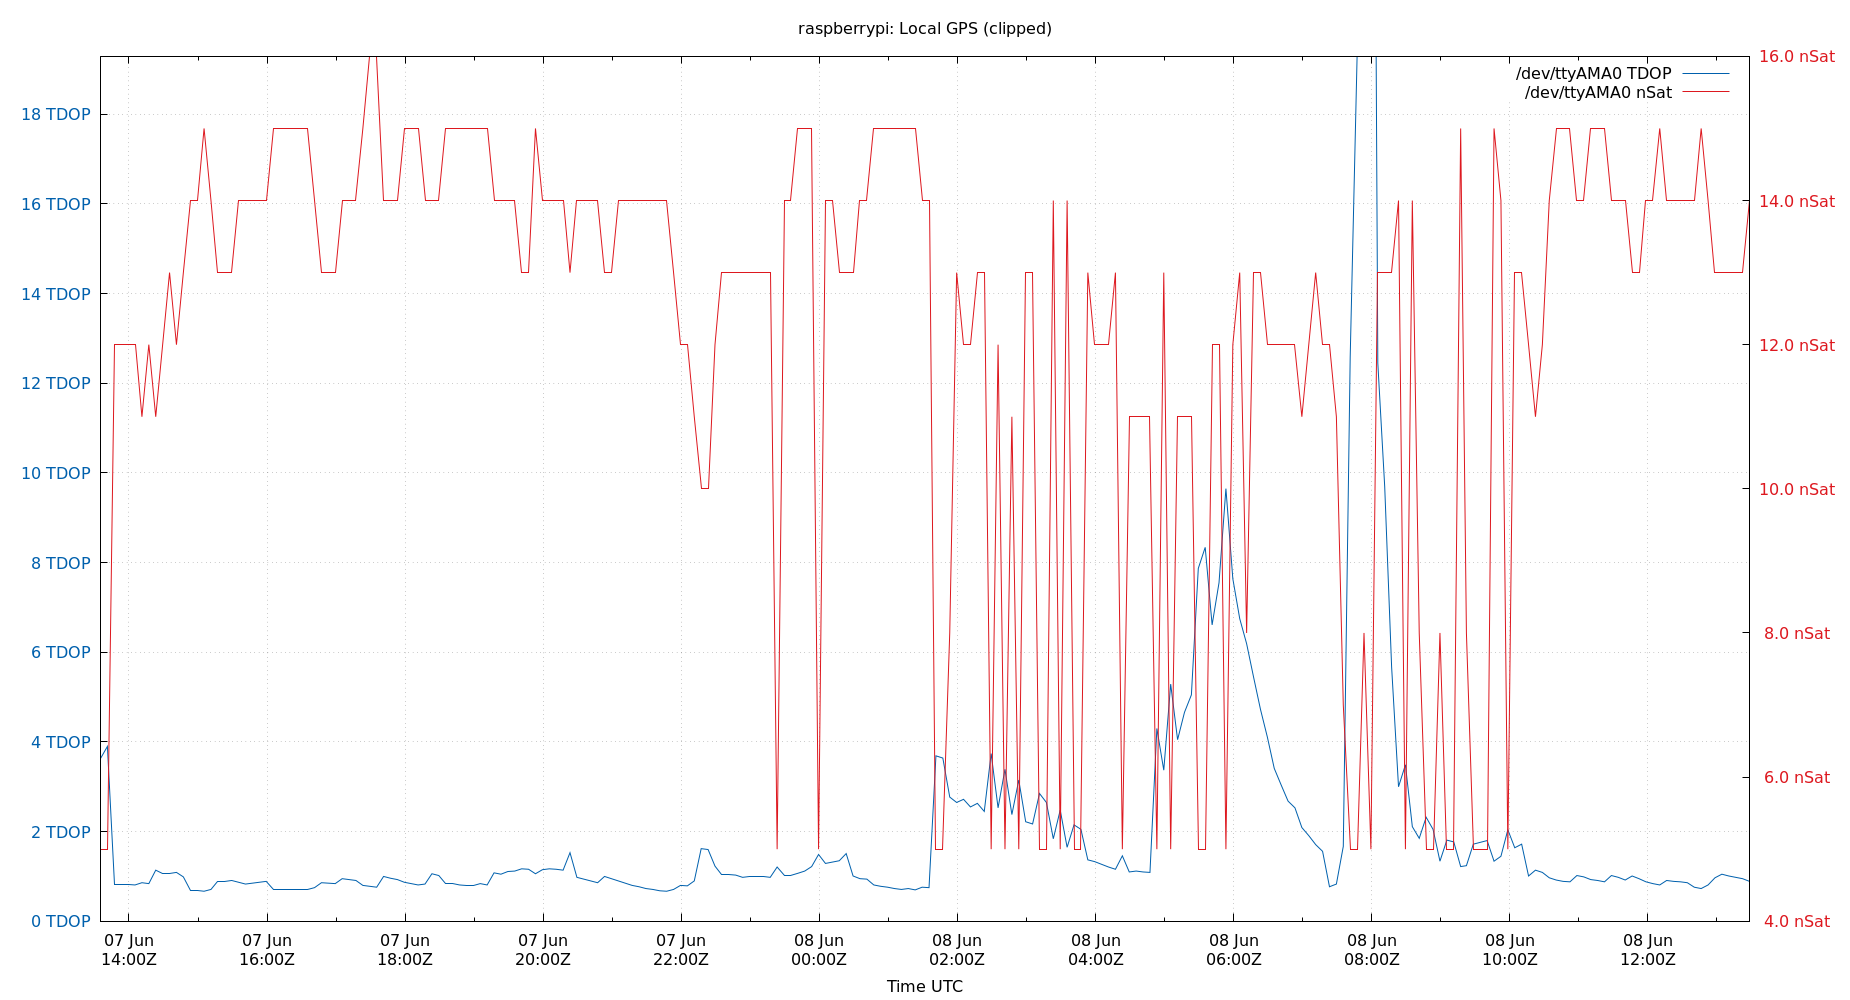 raspberrypi: Local GPS (clipped)
/dev/ttyAMA0 TDOP
/dev/ttyAMA0 nSat
18 TDOP
16 TDOP
14 TDOP
12 TDOP
10 TDOP
8 TDOP
6 TDOP
4 TDOP
2 TDOP
0 TDOP
16.0 nSat
14.0 nSat
12.0 nSat
10.0 nSat
8.0 nSat
6.0 nSat
4.0 nSat
07 Jun
14:00Z
07 Jun
16:00Z
07 Jun
18:00Z
07 Jun
20:00Z
07 Jun
22:00Z
08 Jun
00:00Z
08 Jun
02:00Z
08 Jun
04:00Z
08 Jun
06:00Z
08 Jun
08:00Z
08 Jun
10:00Z
08 Jun
12:00Z
Time UTC